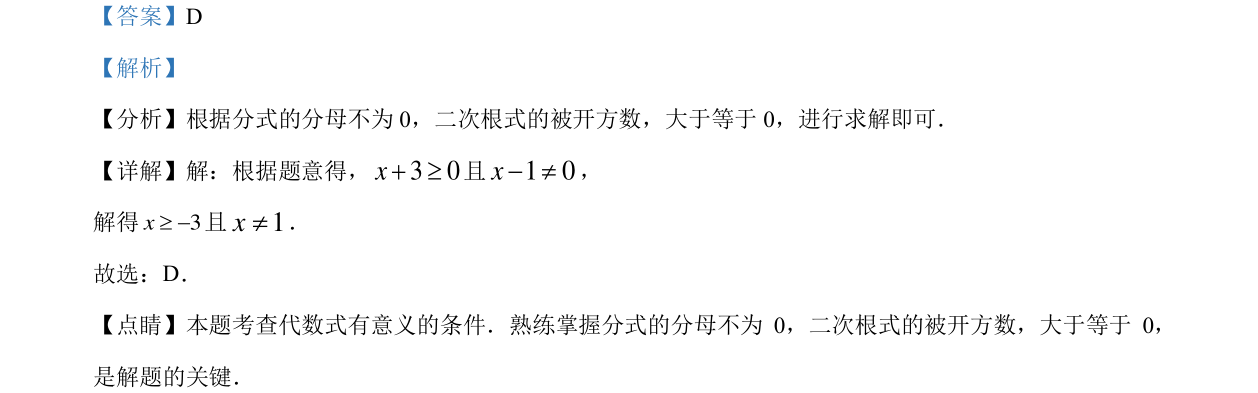 【答案】D
【解析】
【分析】根据分式的分母不为 0，二次根式的被开方数，大于等于 0，进行求解即可．
【详解】解：根据题意得，x+3≥0且x−1≠0，
解得x≥−3且x≠1．
故选：D．
【点睛】本题考查代数式有意义的条件．熟练掌握分式的分母不为 0，二次根式的被开方数，大于等于 0，
是解题的关键．